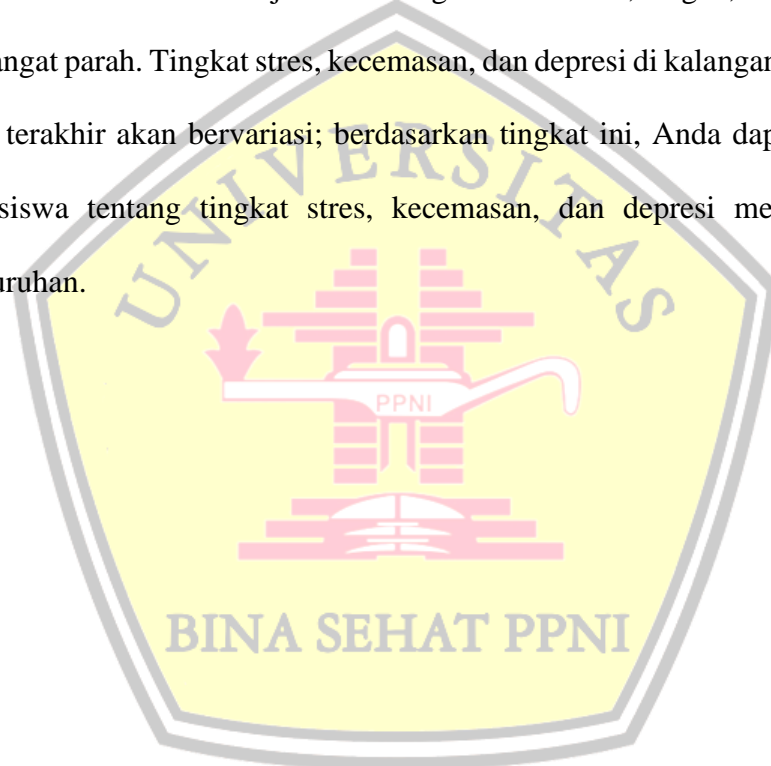 angat parah. Tingkat stres, kecemasan, dan depresi di kalangan
terakhir akan bervariasi; berdasarkan tingkat ini, Anda dap
siswa tentang tingkat stres, kecemasan, dan depresi me
uruhan.
UNIVERSITAS
PPNI
BINA SEHAT PPNI